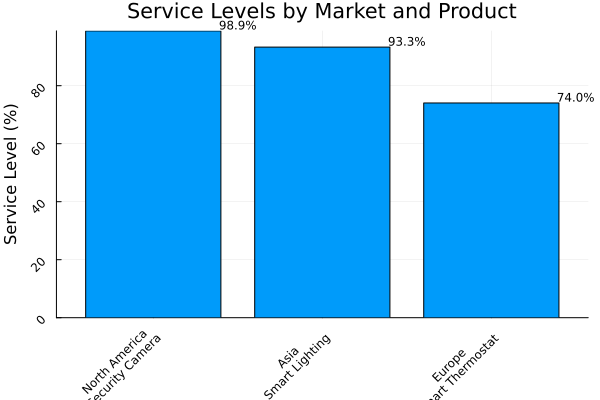 Service Levels by Market and Product
98.9%
93.3%
74.0%
Service Level (%)
80
60
40
20
0
North America
ecurity Camera
Asia
Smart Lighting
Europe
art Thermostat